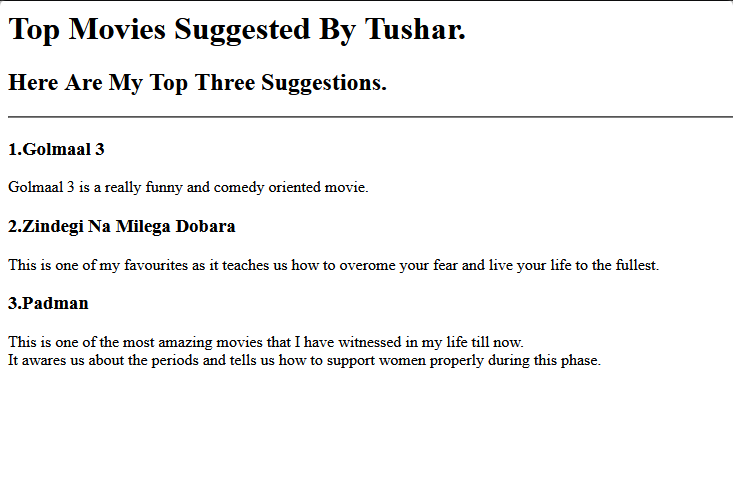 Top Movies Suggested By Tushar.
Here Are My Top Three Suggestions.
1.Golmaal 3
Golmaal 3 is a really funny and comedy oriented movie.
2.Zindegi Na Milega Dobara
This is one of my favourites as it teaches us how to overome your fear and live your life to the fullest.
3.Padman
This is one of the most amazing movies that I have witnessed in my life till now.
It awares us about the periods and tells us how to support women properly during this phase.